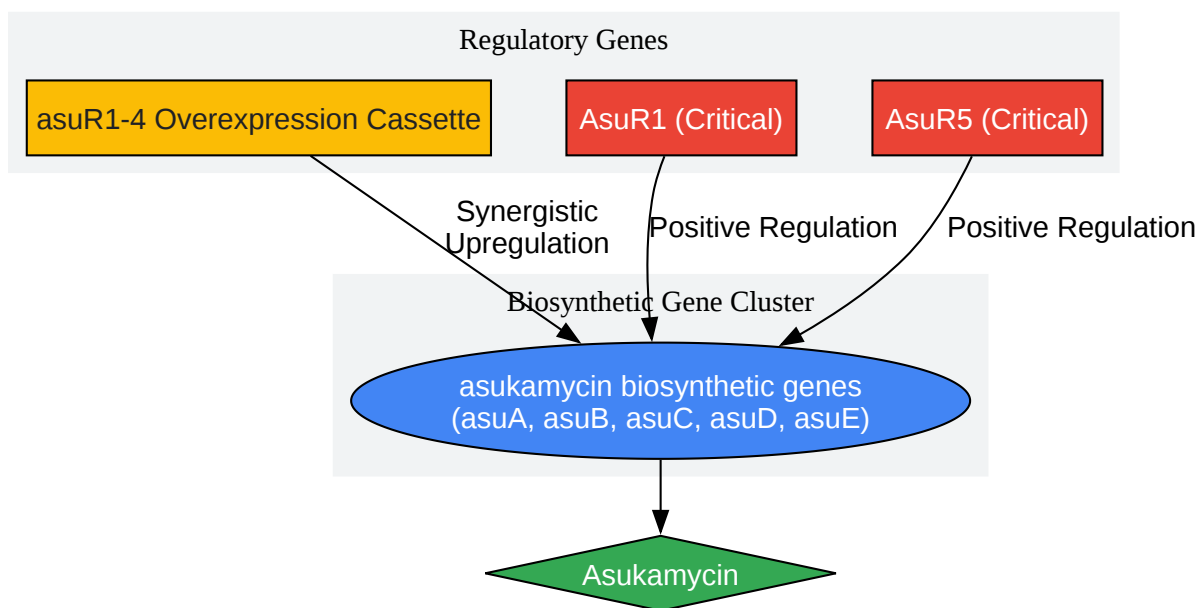 Regulatory Genes
asuR1-4 Overexpression Cassette
AsuR1 (Critical)
AsuR5 (Critical)
Synergistic
Upregulation
Positive Regulation
Positive Regulation
Biosynthetic Gene Cluster
asukamycin biosynthetic genes
(asuA, asuB, asuC, asuD, asuE)
Asukamycin